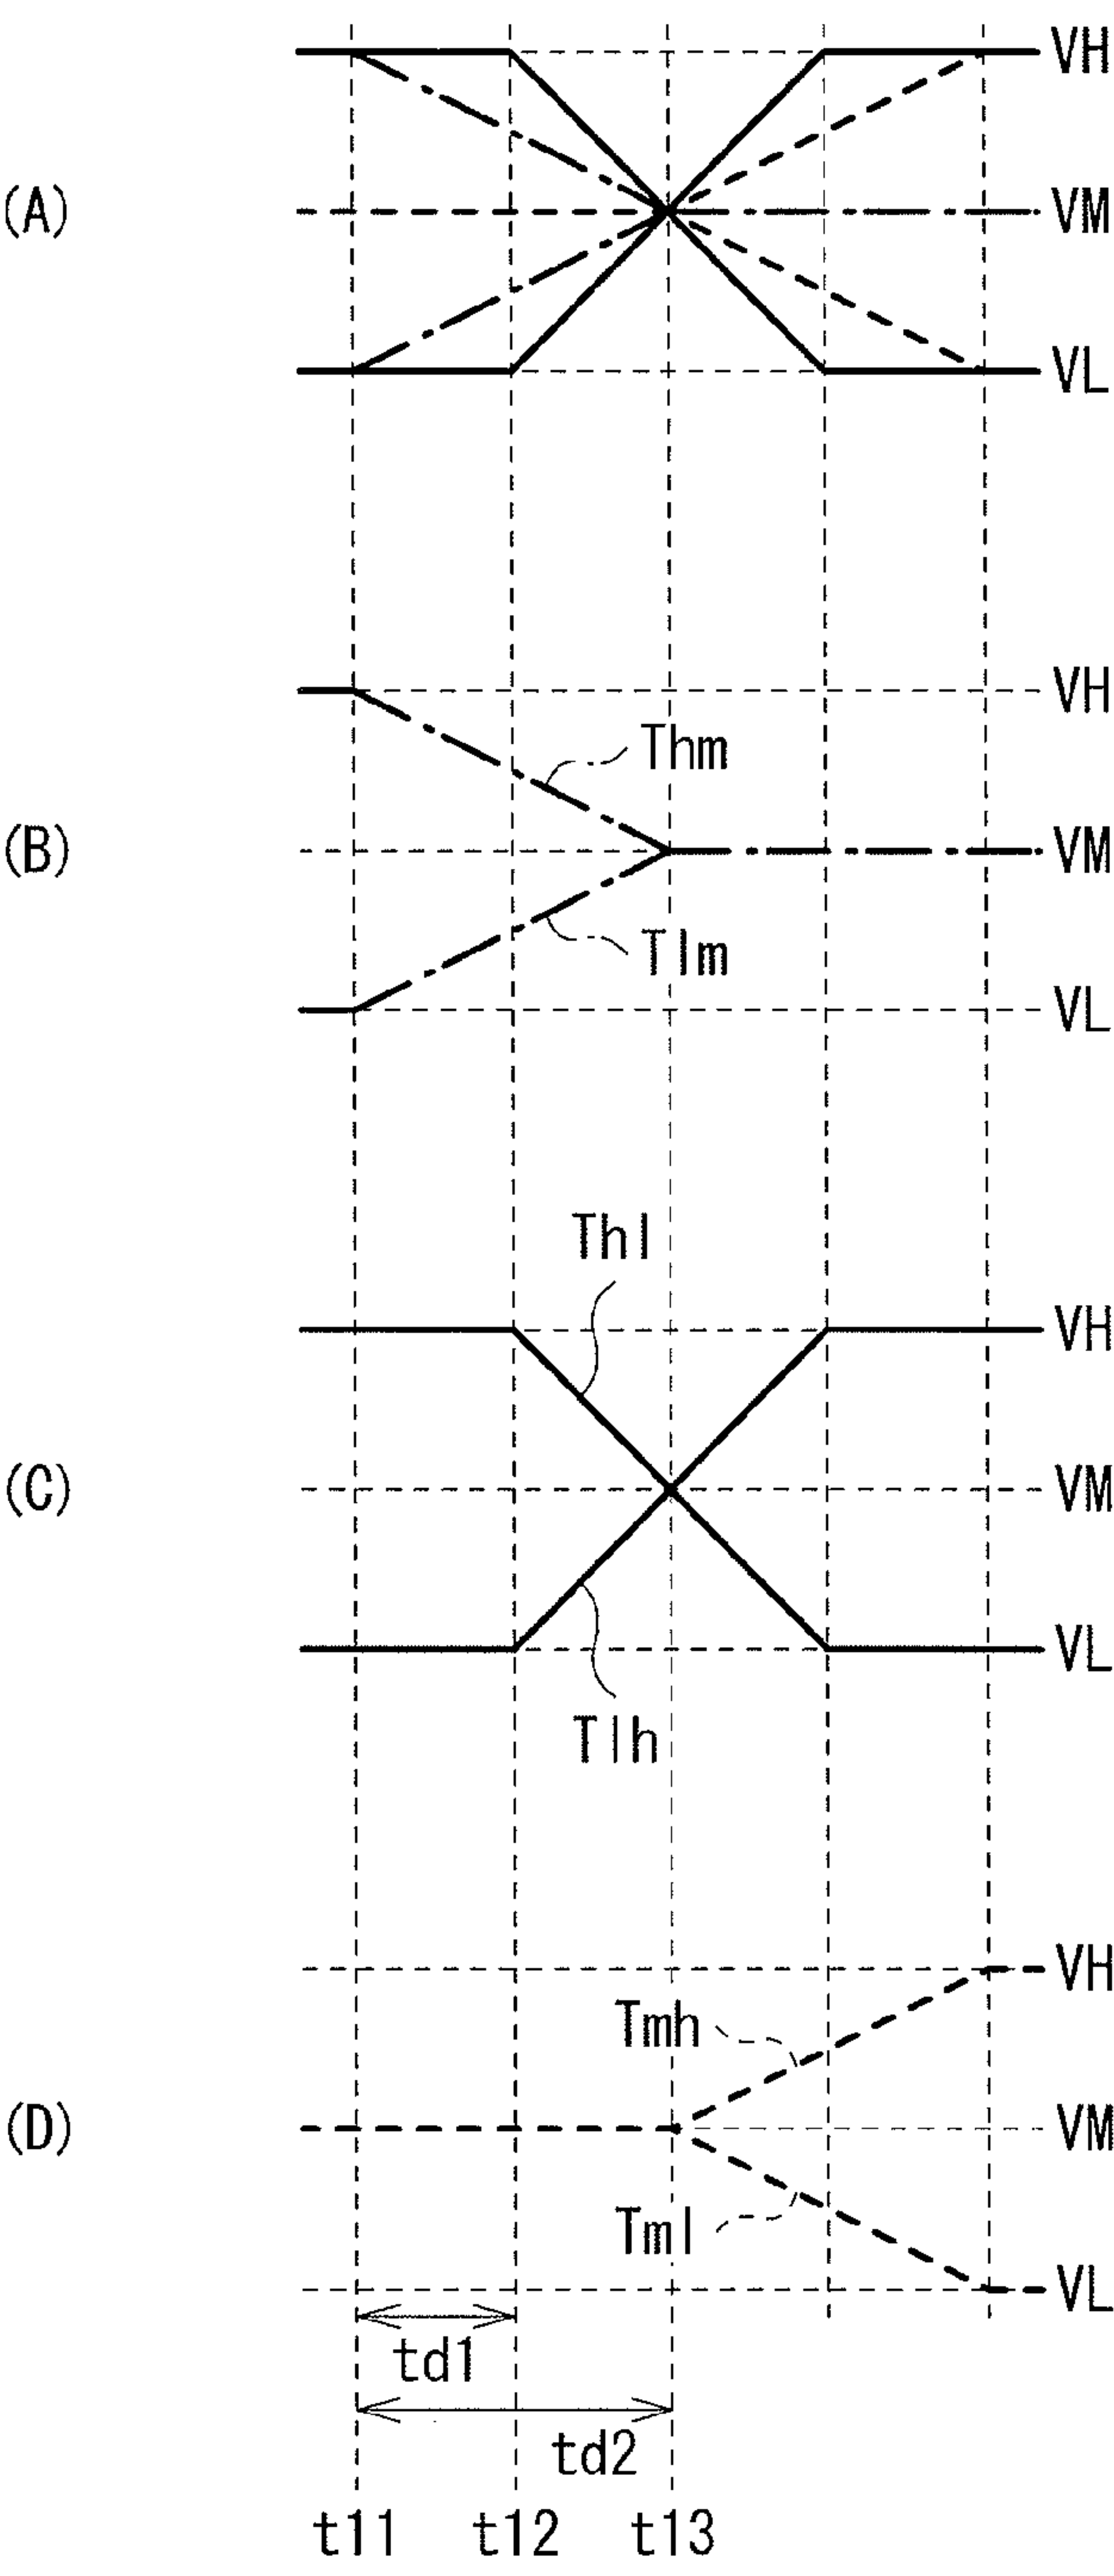 VH
(A) VM
VL
VH
Thm
(B) VM
Tlm
VL
Thl
VH
(C) VM
VL
Tlh
VH
Tmh
(D) VM
Tml
VL
td1
td2
t11 t12 t13